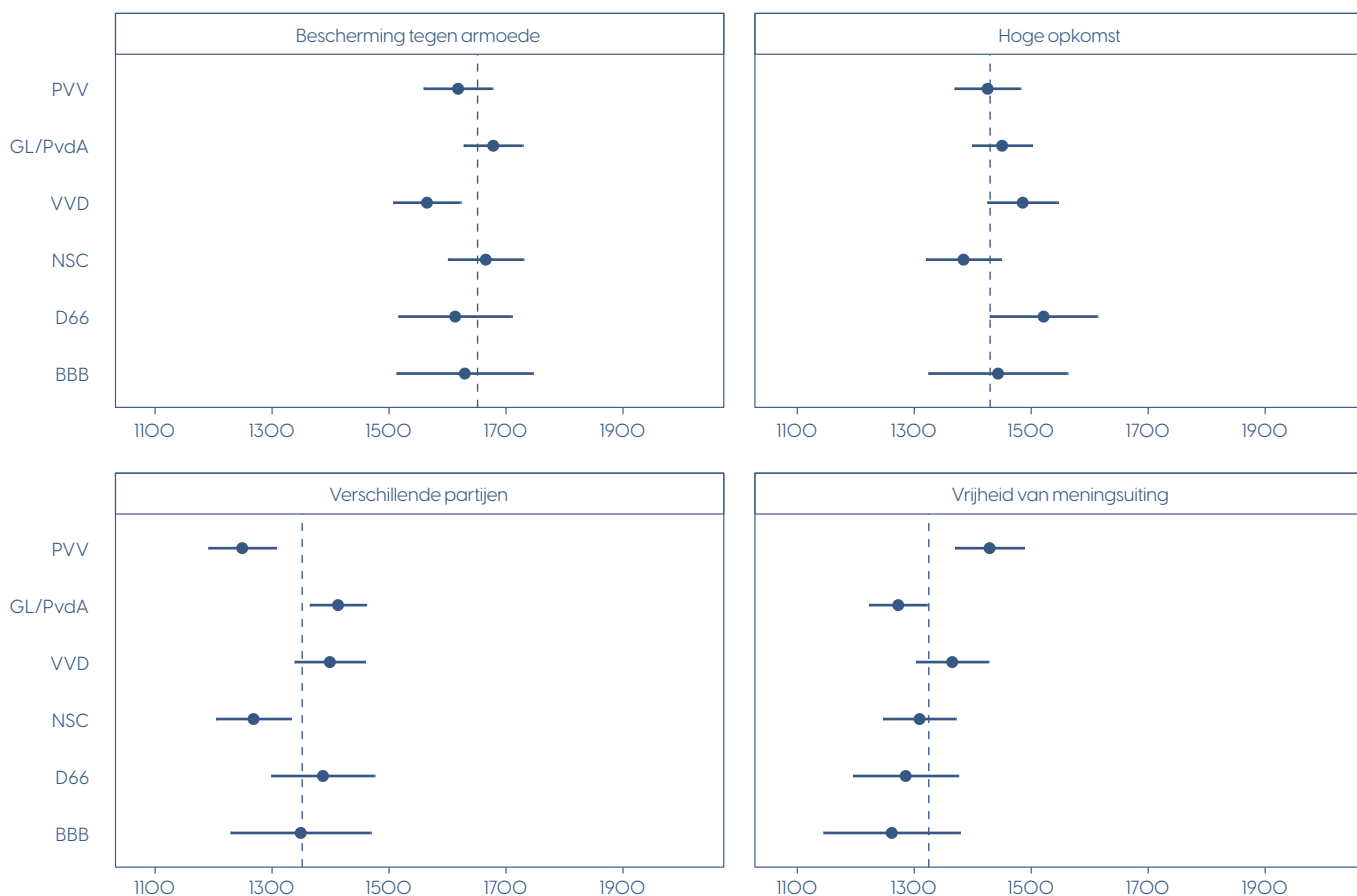 Bescherming tegen armoede
Hoge opkomst
PVV
GL/PvdA
VVD
NSC
D66
BBB
1100 1300 1500 1700 1900
1100 1300 1500 1700 1900
Verschillende partijen
Vrijheid van meningsuiting
PVV
GL/PvdA
VVD
NSC
D66
BBB
1100 1300 1500 1700 1900
1100 1300 1500 1700 1900